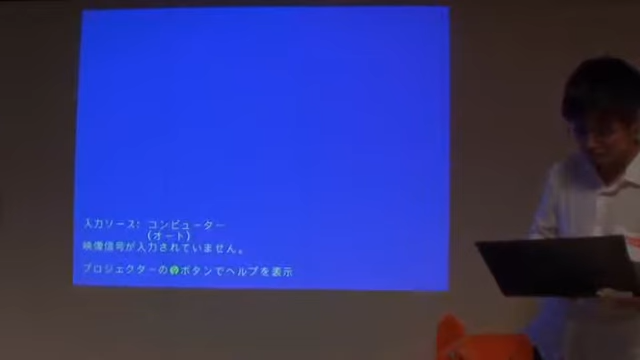 入力ソース: コンピューター
(オート)
映像信号が入力されていません。
プロジェクターの?ボタンでヘルプを表示